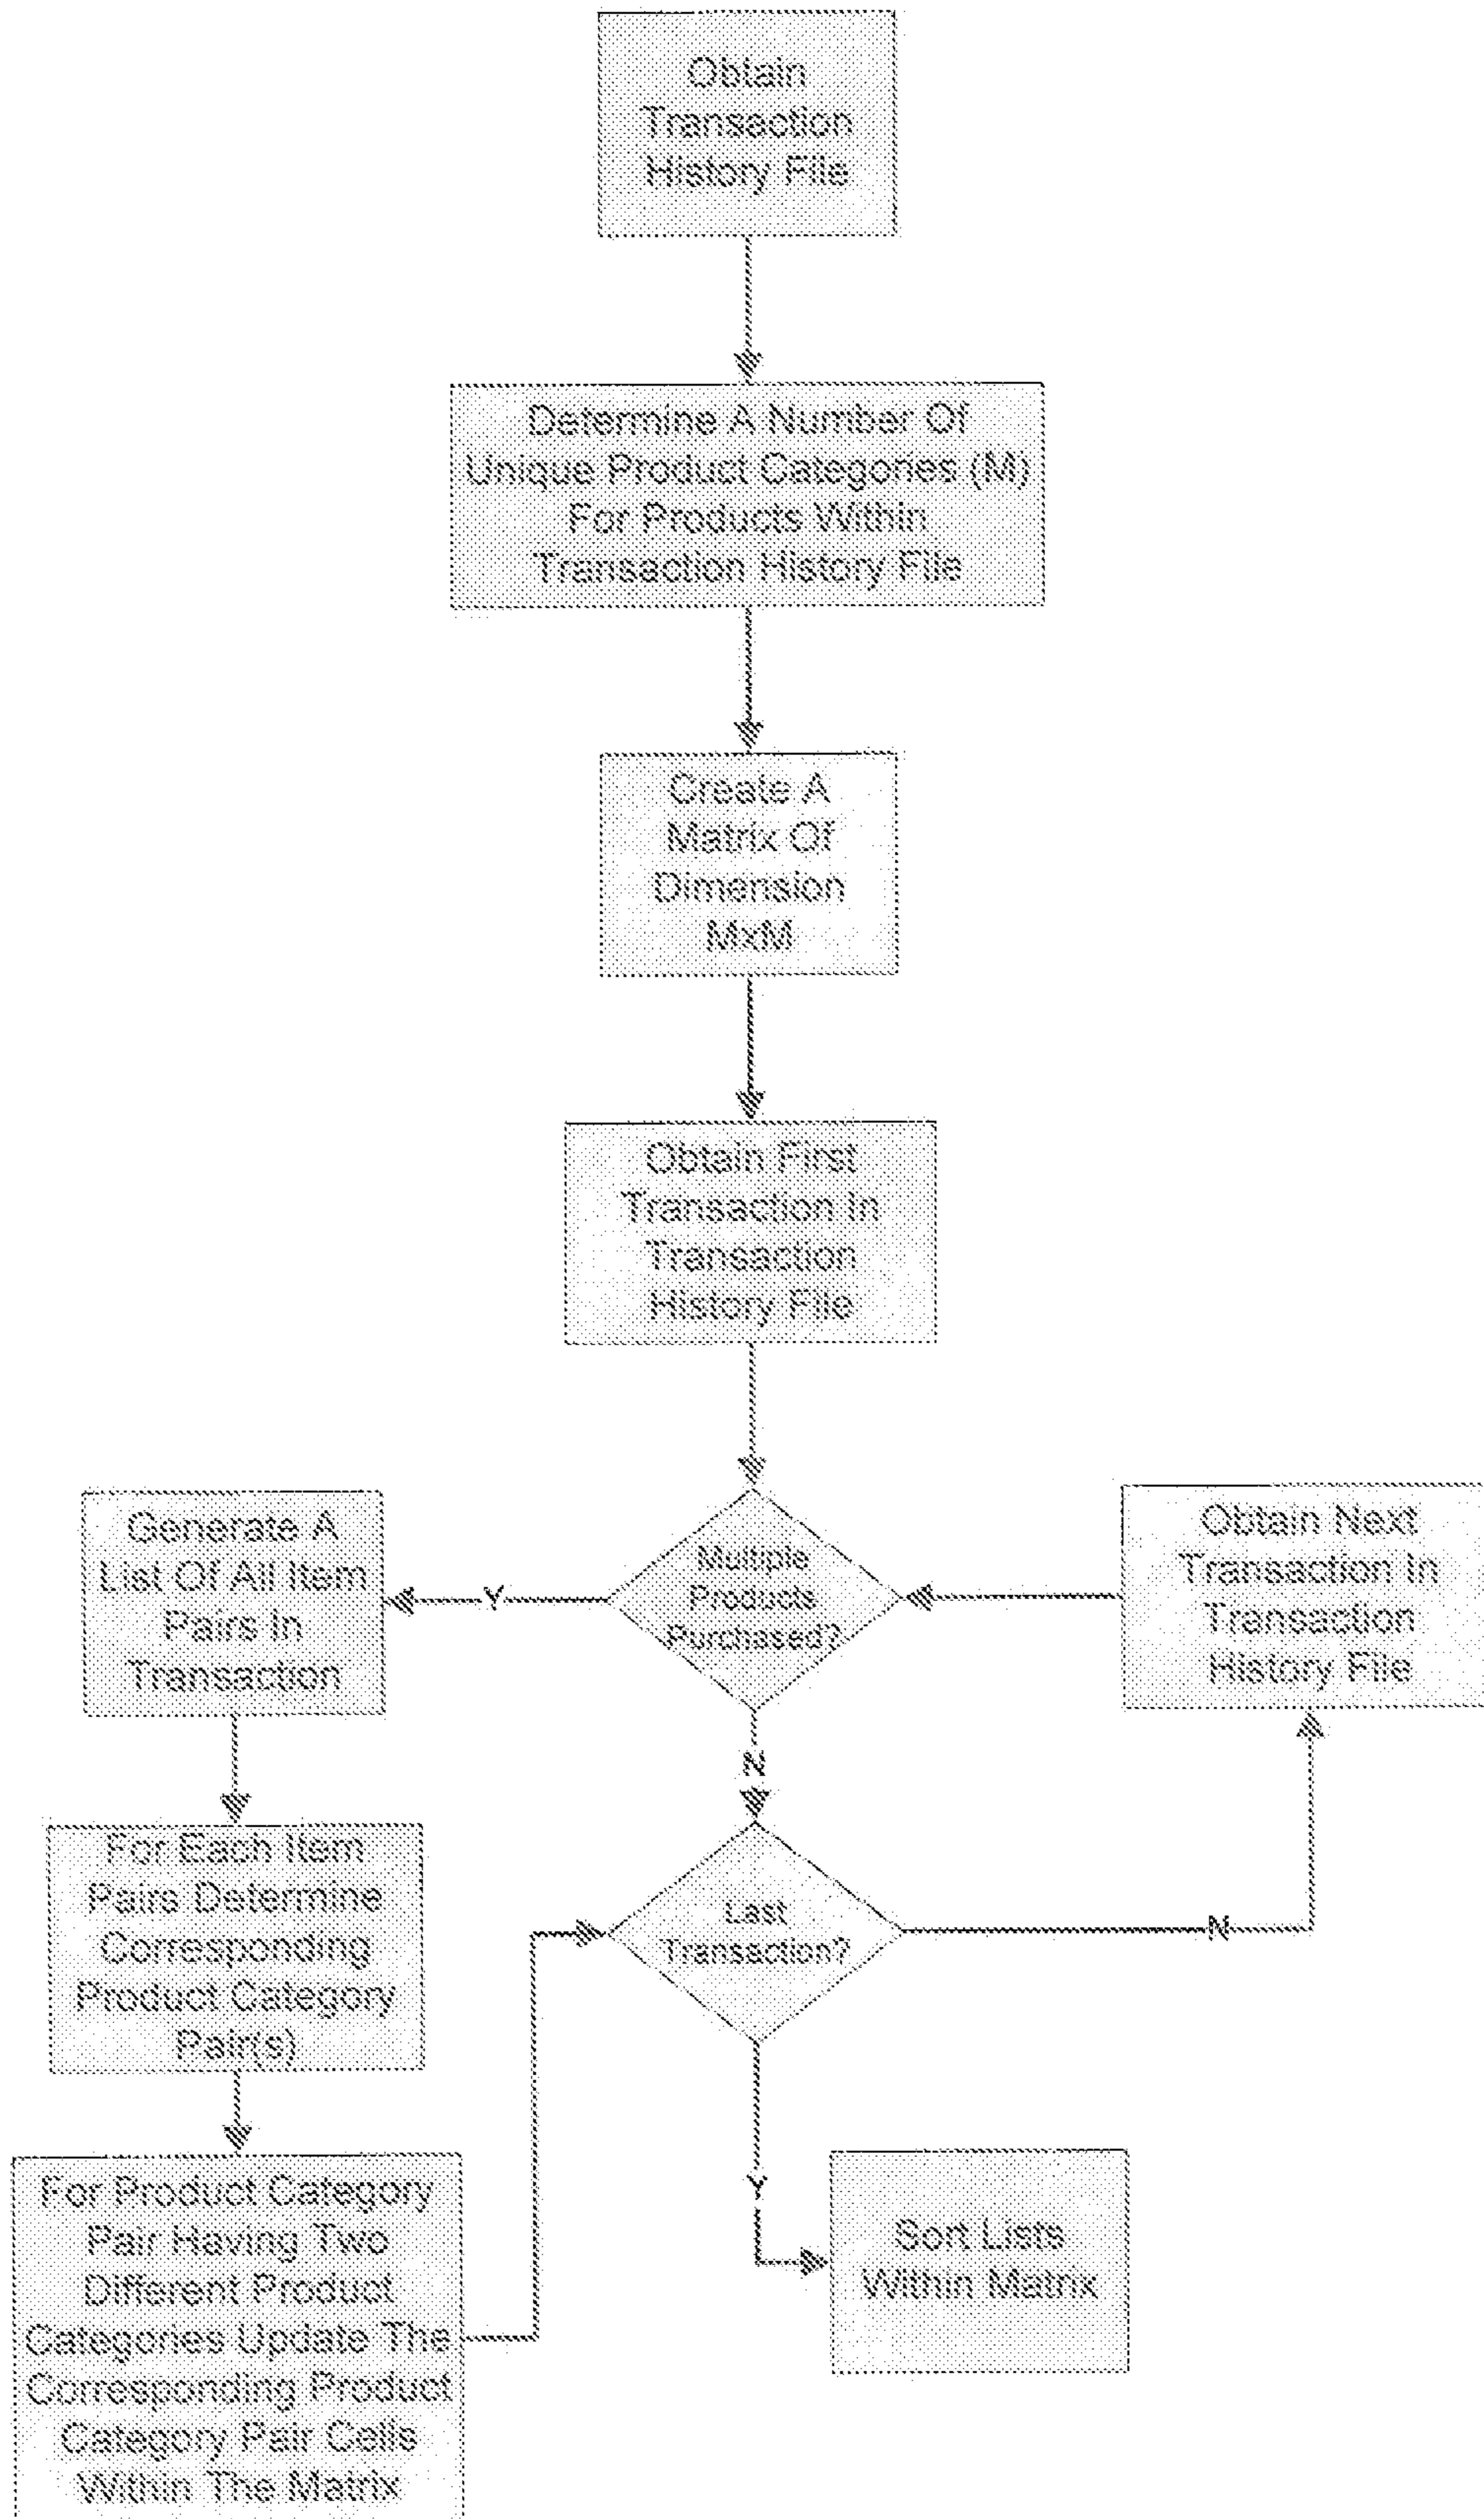 Obtain
Transection
History File
Determine A Number Of
Unique Product Categories (M)
For Products Within
Transaction History File
Create A
Matrix Of
Dimension
MxM
Obtain First
Transaction In
Transaction
History File
Generate A
List Of All Item
Pairs In
Transaction
Y
Multiple
Products
Purchased?
Obtain Next
Transaction In
Transaction
History File
N
For Each Item
Pairs Determine
Corresponding
Product Category
Pair(s)
Last
Transaction?
N
Y
For Product Category
Pair Having Two
Different Product
Categories Update The
Corresponding Product
Category Pair Cells
Within The Matrix
Sort Lists
Within Matrix